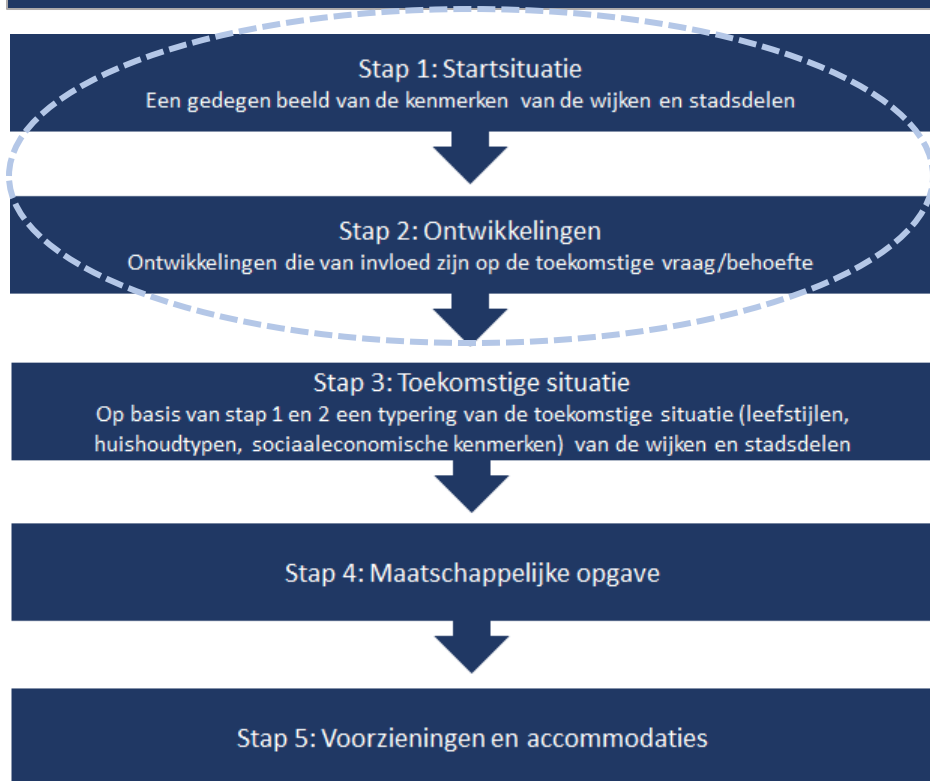 Stap 1: Startsituatie
Een gedegen beeld van de kenmerken van de wijken en stadsdelen
Stap 2: Ontwikkelingen
Ontwikkelingen die van invloed zijn op de toekomstige vraag/behoefte
Stap 3: Toekomstige situatie
Op basis van stap 1 en 2 een typering van de toekomstige situatie (leefstijlen,
huishoudtypen, sociaaleconomische kenmerken) van de wijken en stadsdelen
Stap 4: Maatschappelijke opgave
Stap 5: Voorzieningen en accommodaties